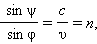 sin ψ / sin φ = c / υ = n,